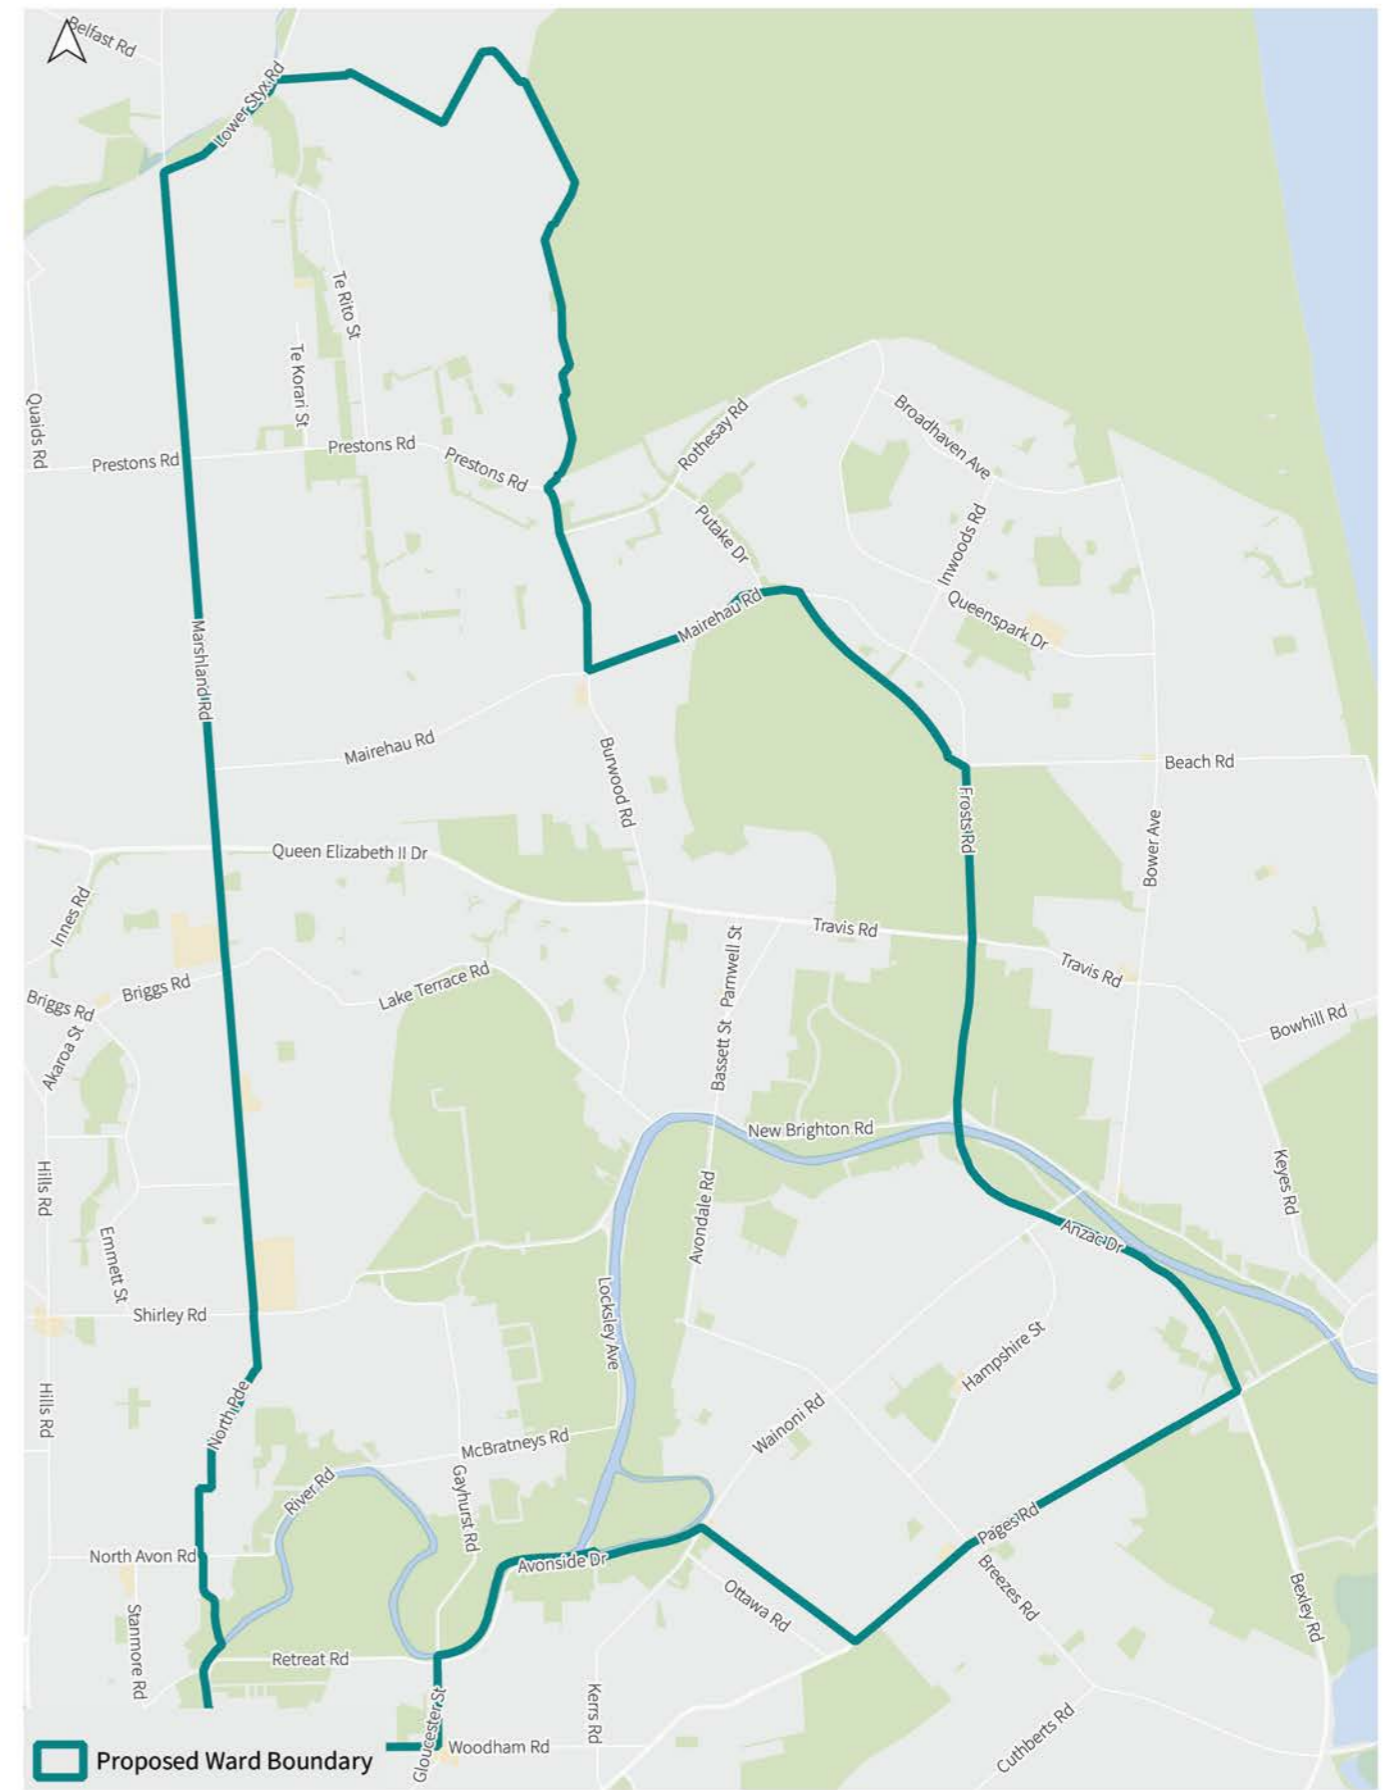 Belfast Rd
Lower Styx Rd
Te Rito St
Te Korari St
Quaids Rd
Prestons Rd
Prestons Rd
Prestons Rd
Rothesay Rd
Broadhaven Ave
Putake Dr
Inwoods Rd
Queenspark Dr
Mairehau Rd
Marshland Rd
Mairehau Rd
Burwood Rd
Beach Rd
Frosts Rd
Bower Ave
Queen Elizabeth II Dr
Innes Rd
Travis Rd
Parnwell St
Travis Rd
Briggs Rd
Lake Terrace Rd
Briggs Rd
Bowhill Rd
Akaroa St
Bassett St
New Brighton Rd
Hills Rd
Keyes Rd
Avondale Rd
Emmett St
Anzac Dr
Shirley Rd
Locksley Ave
Hampshire St
Hills Rd
North Pde
Wainoni Rd
McBratneys Rd
River Rd
Gayhurst Rd
Pages Rd
North Avon Rd
Avonside Dr
Breezes Rd
Ottawa Rd
Bexley Rd
Stanmore Rd
Retreat Rd
Kerrs Rd
Gloucester St
Cuthberts Rd
Woodham Rd
Proposed Ward Boundary